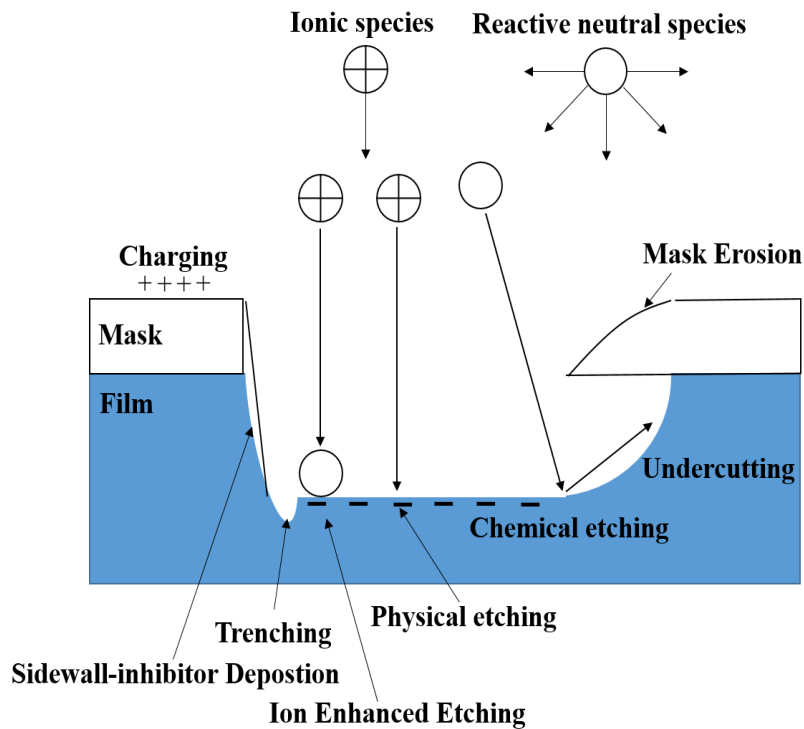 Ionic species
Reactive neutral species
Charging
++++
Mask Erosion
Mask
Film
Undercutting
Chemical etching
Physical etching
Trenching
Sidewall-inhibitor Depostion
Ion Enhanced Etching